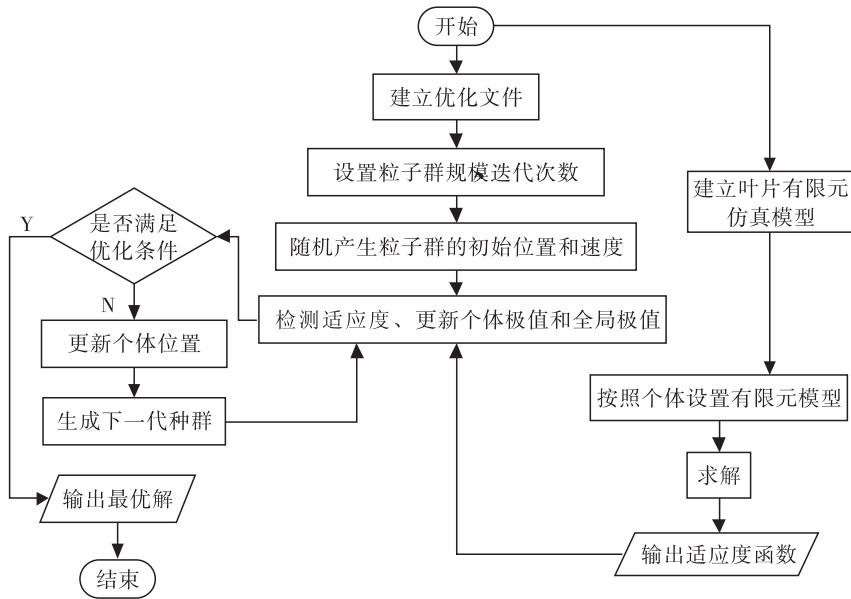 开始
建立优化文件
设置粒子群规模迭代次数
随机产生粒子群的初始位置和速度
检测适应度、更新个体极值和全局极值
是否满足
优化条件
Y
N
更新个体位置
生成下一代种群
输出最优解
结束
建立叶片有限元
仿真模型
按照个体设置有限元模型
求解
输出适应度函数